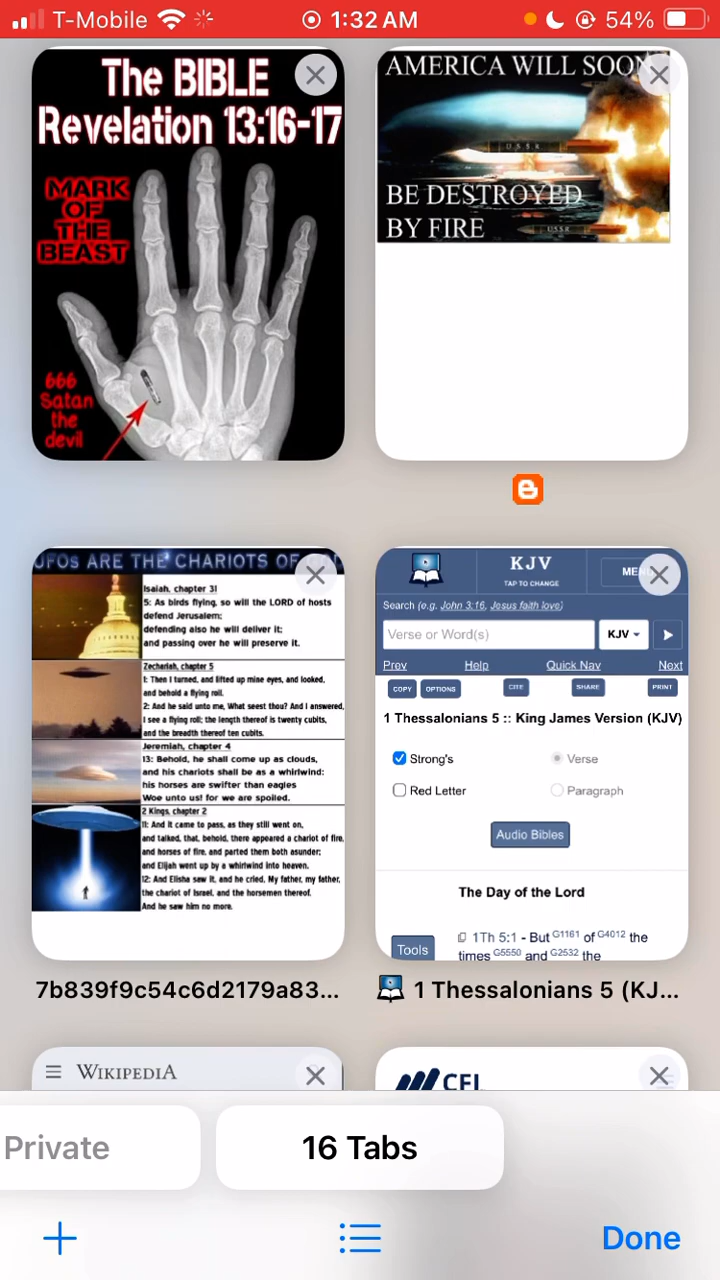 T-Mobile
1:32 AM
54%
The BIBLE
Revelation 13:16-17
MARK
OF
THE
BEAST
666
Satan
the
devil
AMERICA WILL SOON
U.S.S.R
BE DESTROYED
BY FIRE
USSR
UFOs ARE THE CHARIOTS OF
Isaiah, chapter 31
5: As birds flying, so will the LORD of hosts
defend Jerusalem;
defending also he will deliver it;
and passing over he will preserve it.
Zechariah, chapter 5
1: Then I turned, and lifted up mine eyes, and looked,
and behold a flying roll.
2: And he said unto me, What seest thou? And I answered,
I see a flying roll; the length thereof is twenty cubits,
and the breadth thereof ten cubits.
Jeremiah, chapter 4
13: Behold, he shall come up as clouds,
and his chariots shall be as a whirlwind:
his horses are swifter than eagles
Woe unto us! for we are spoiled.
2 Kings, chapter 2
11: And it came to pass, as they still went on,
and talked, that, behold, there appeared a chariot of fire,
and horses of fire, and parted them both asunder;
and Elijah went up by a whirlwind into heaven.
12: And Elisha saw it, and he cried, My father, my father,
the chariot of Israel, and the horsemen thereof.
And he saw him no more.
7b839f9c54c6d2179a83...
KJV
TAP TO CHANGE
MEN
Search (e.g. John 3:16, Jesus faith love)
Verse or Word(s)
KJV
Prev
Help
Quick Nav
Next
COPY
OPTIONS
CITE
SHARE
PRINT
1 Thessalonians 5 :: King James Version (KJV)
Strong's
Verse
Red Letter
Paragraph
Audio Bibles
The Day of the Lord
Tools
1Th 5:1 - But G1161 of G4012 the
times G5550 and G2532 the
1 Thessalonians 5 (KJ...
WIKIPEDIA
CFI
Private
16 Tabs
Done